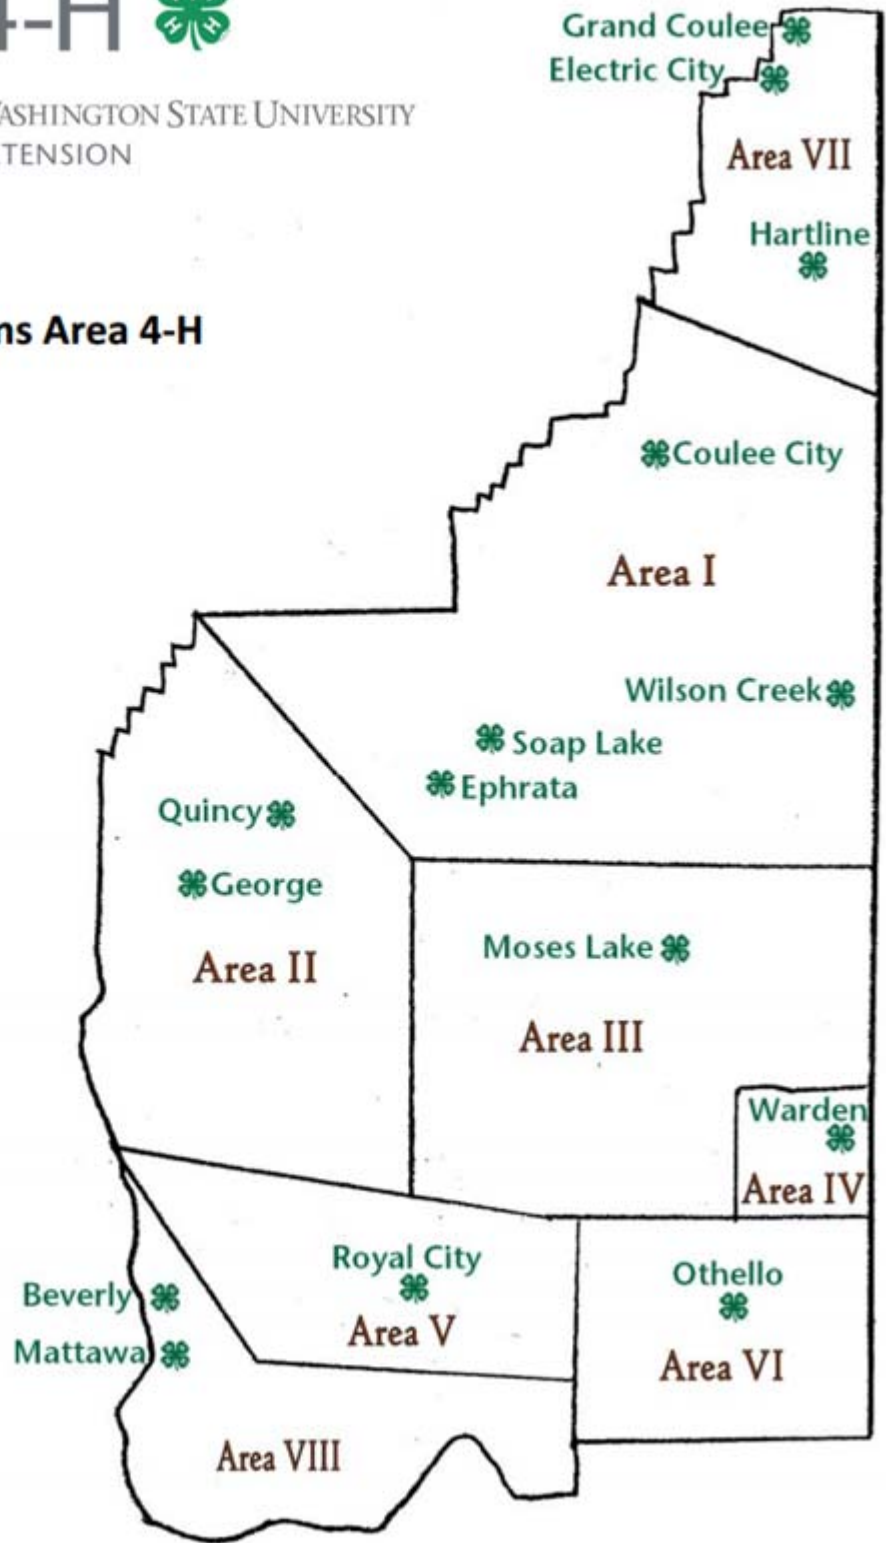 4-H
WASHINGTON STATE UNIVERSITY
TENSION
ns Area 4-H
Grand Coulee
Electric City
Area VII
Hartline
Coulee City
Area I
Wilson Creek
Soap Lake
Ephrata
Quincy
George
Area II
Moses Lake
Area III
Warden
Area IV
Royal City
Area V
Othello
Area VI
Beverly
Mattawa
Area VIII